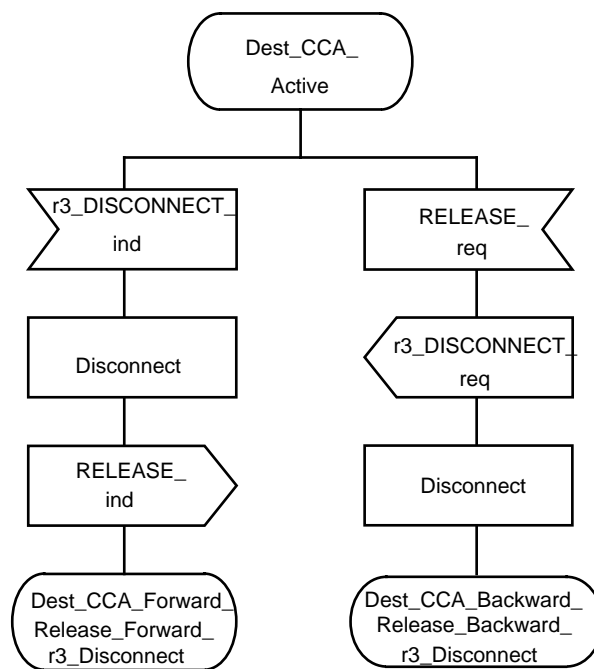 Dest_CCA_
Active
r3_DISCONNECT_
ind
RELEASE_
req
Disconnect
r3_DISCONNECT_
req
RELEASE_
ind
Disconnect
Dest_CCA_Forward_
Release_Forward_
r3_Disconnect
Dest_CCA_Backward_
Release_Backward_
r3_Disconnect